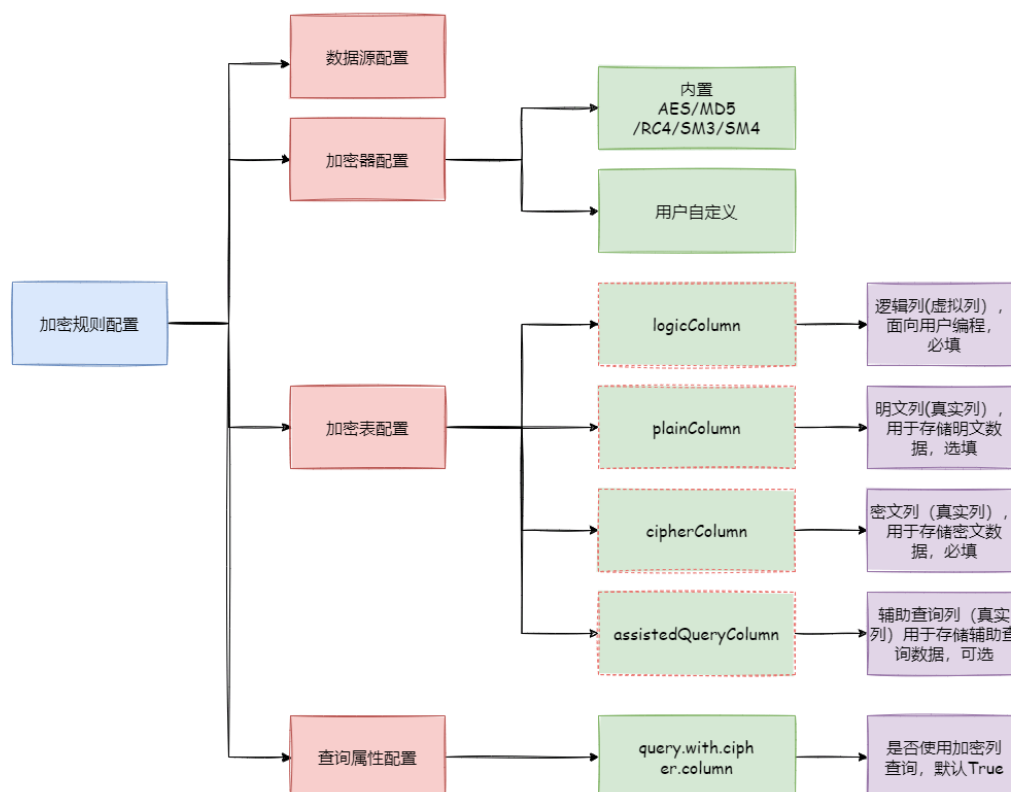 数据源配置
内置
AES/MD5
/RC4/SM3/SM4
加密器配置
用户自定义
加密规则配置
logicColumn
逻辑列(虚拟列），
面向用户编程，
必填
加密表配置
plainColumn
明文列(真实列），
用于存储明文数
据，选填
cipherColumn
密文列（真实列），
用于存储密文数
据，必填
assistedQueryColumn
辅助查询列（真实
列）用于存储辅助查
询数据，可选
查询属性配置
query.with.ciph
er.column
是否使用加密列
查询，默认True